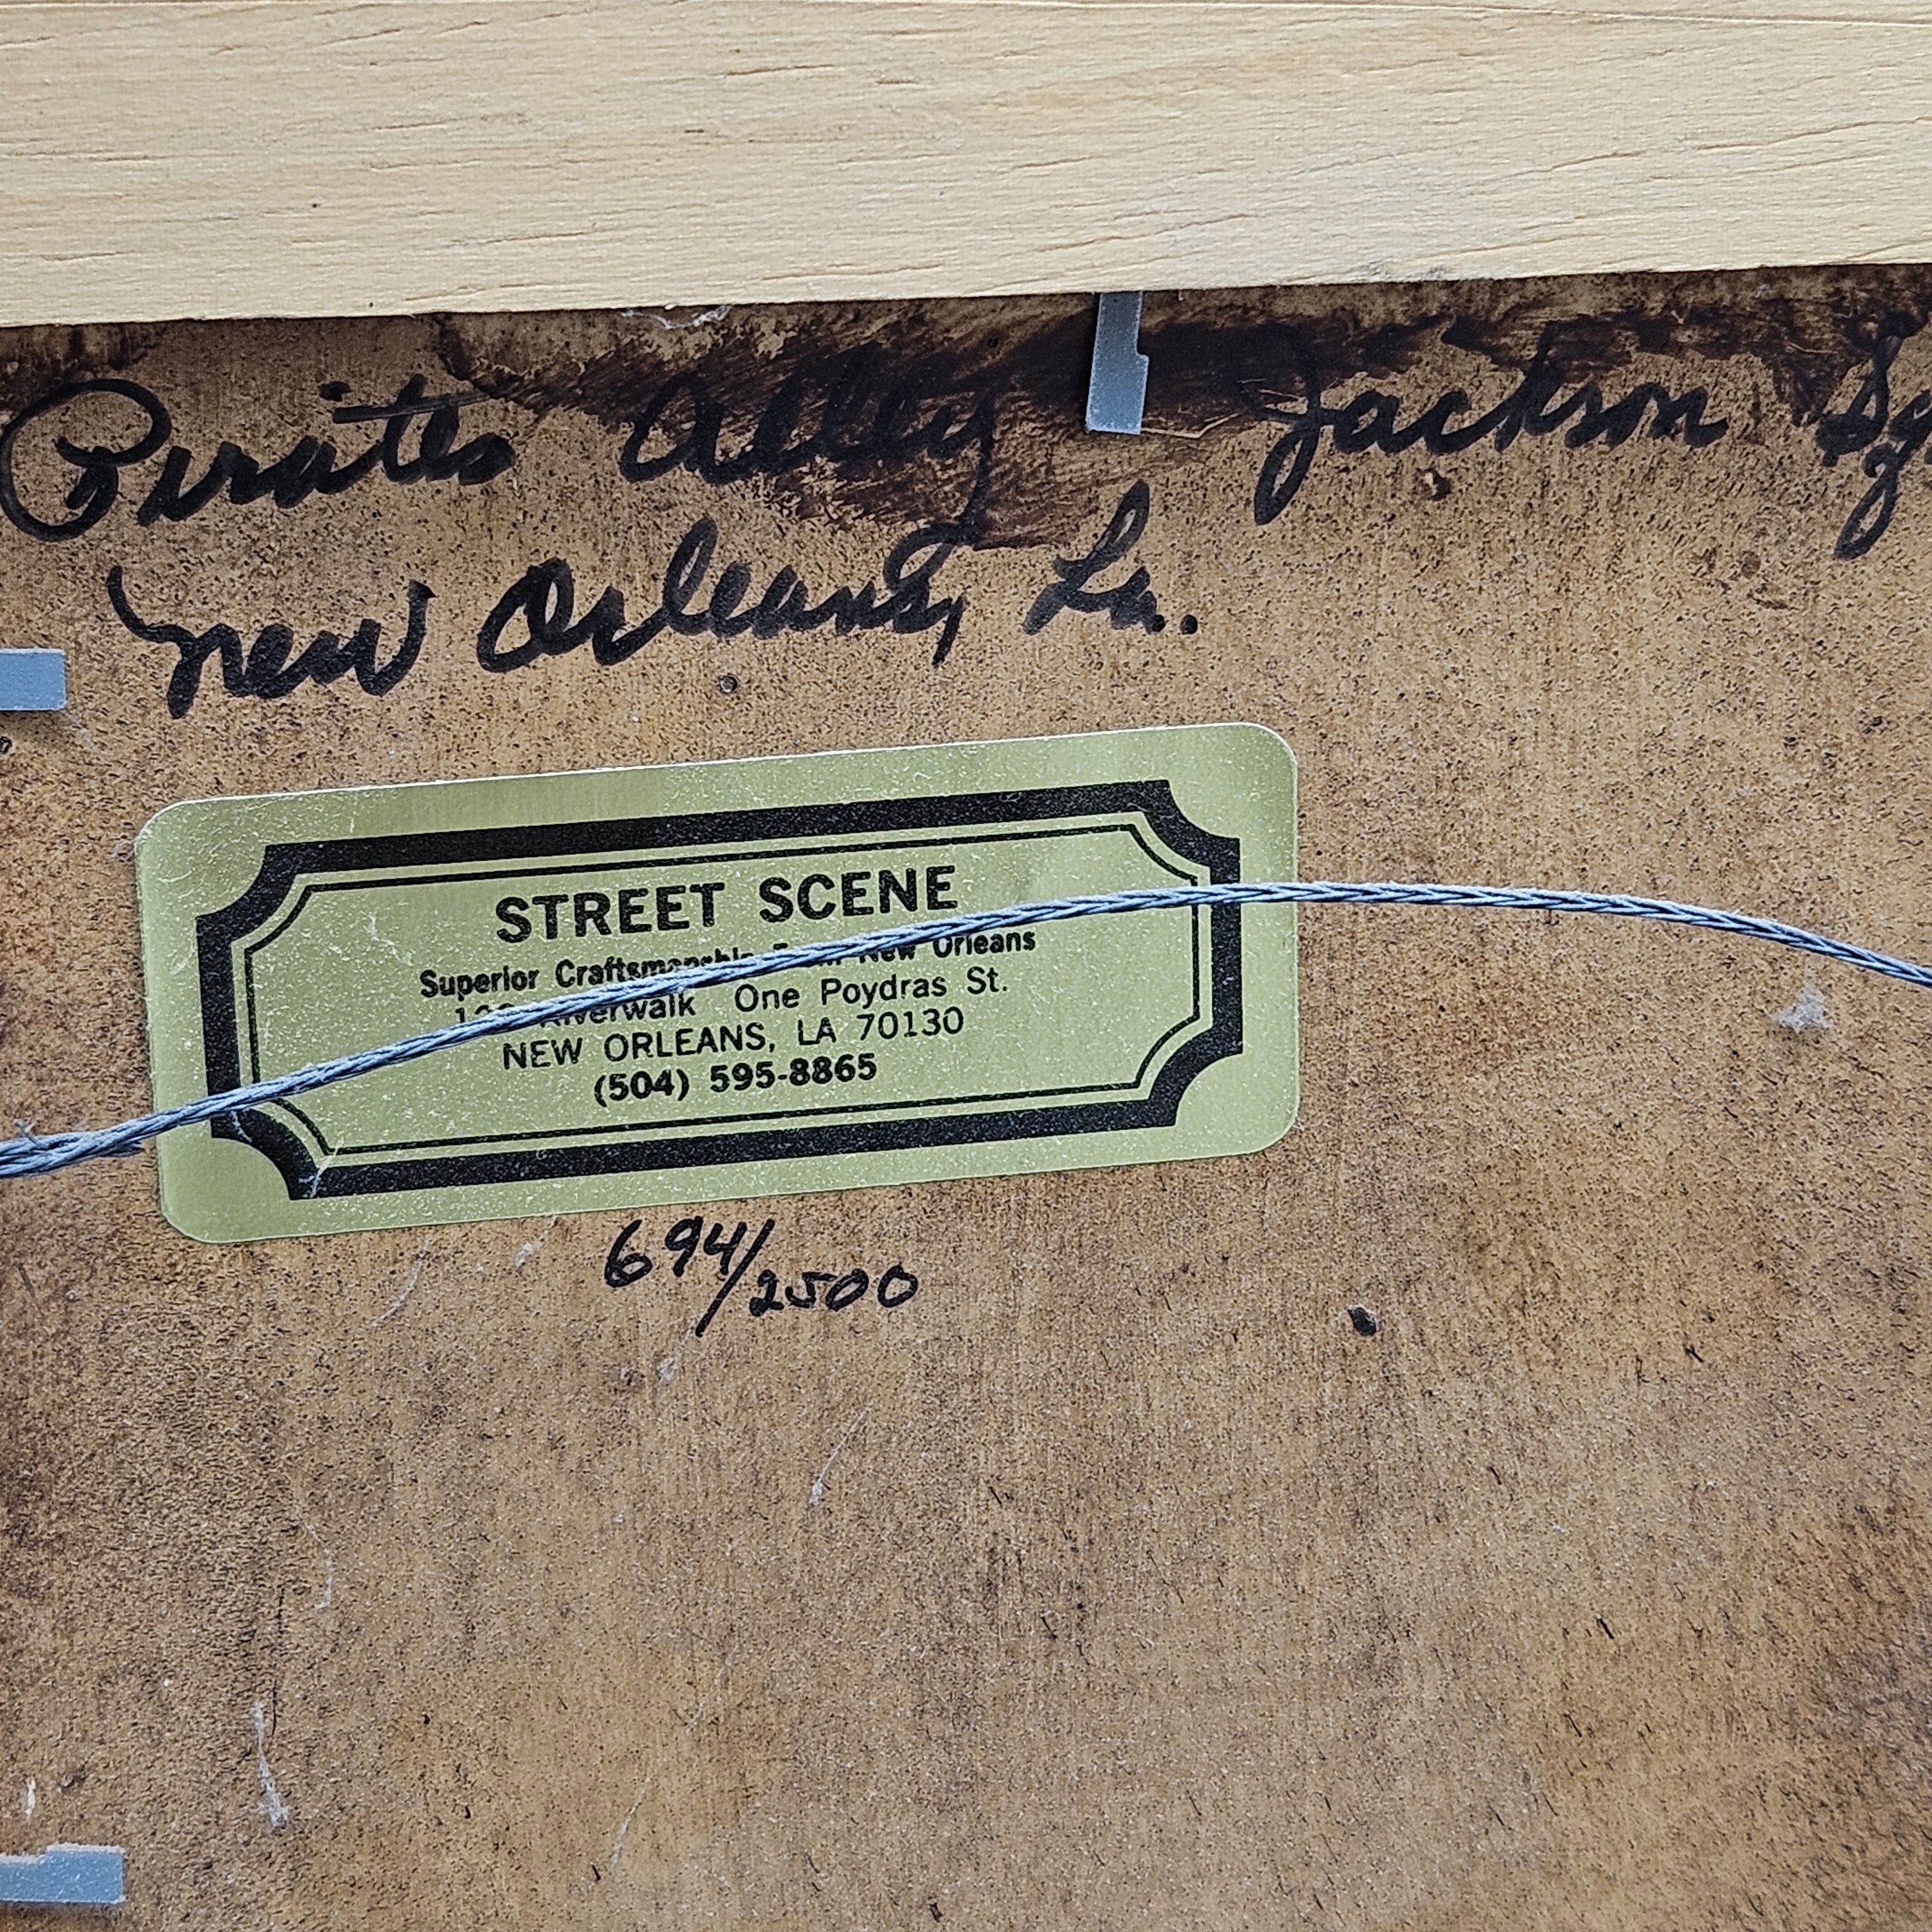 Pirates Alley Jackson
New Orleans, La.
STREET SCENE
Superior Craftsmanship From New Orleans
Riverwalk One Poydras St.
NEW ORLEANS, LA 70130
(504) 595-8865
694/2500